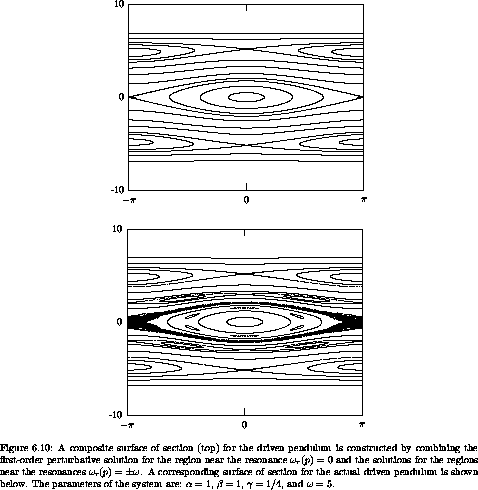 10
0
-10
−π 0 π
10
0
-10
−π 0 π
Figure 6.10: A composite surface of section (top) for the driven pendulum is constructed by combining the
first-order perturbative solution for the region near the resonance ωᵣ(p) = 0 and the solutions for the regions
near the resonances ωᵣ(p) = ±ω. A corresponding surface of section for the actual driven pendulum is shown
below. The parameters of the system are: α = 1, β = 1, γ = 1/4, and ω = 5.